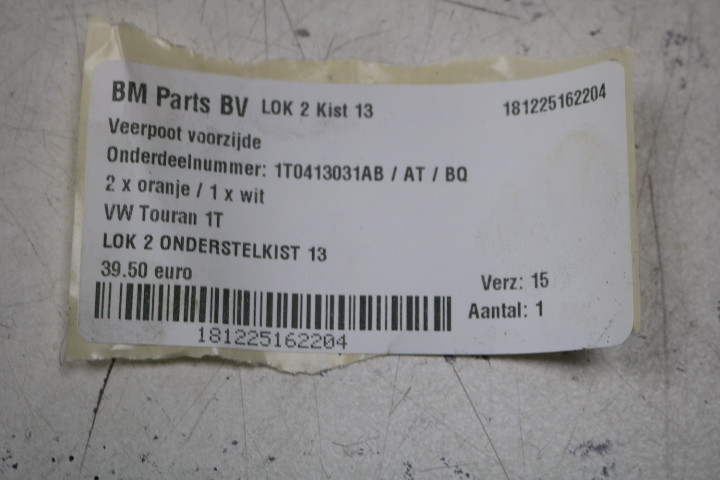 BM Parts BV LOK 2 Kist 13 181225162204
Veerpoot voorzijde
Onderdeelnummer: 1T0413031AB / AT / BQ
2 x oranje / 1 x wit
VW Touran 1T
LOK 2 ONDERSTELKIST 13
39.50 euro Verz: 15
Aantal: 1
181225162204